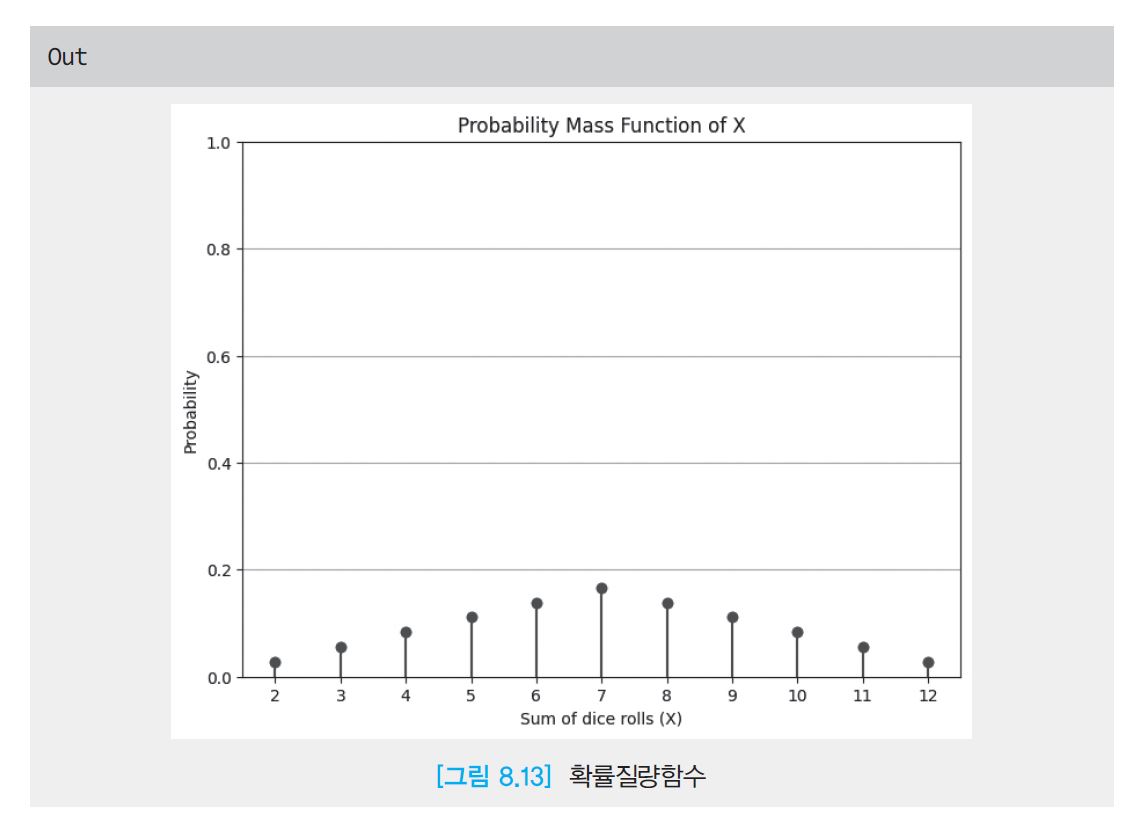 Out
Probability Mass Function of X
1.0
0.8
0.6
0.4
0.2
0.0
Probability
2 3 4 5 6 7 8 9 10 11 12
Sum of dice rolls (X)
[그림 8.13] 확률질량함수